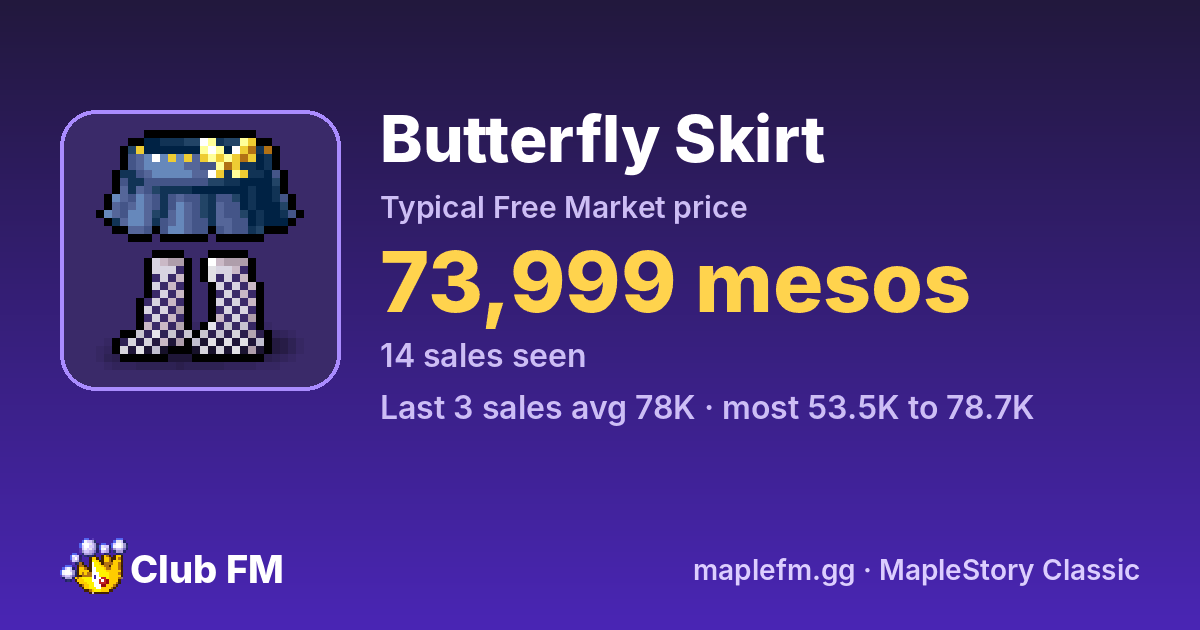 Butterfly Skirt
Typical Free Market price
73,999 mesos
14 sales seen
Last 3 sales avg 78K · most 53.5K to 78.7K
Club FM
maplefm.gg · MapleStory Classic